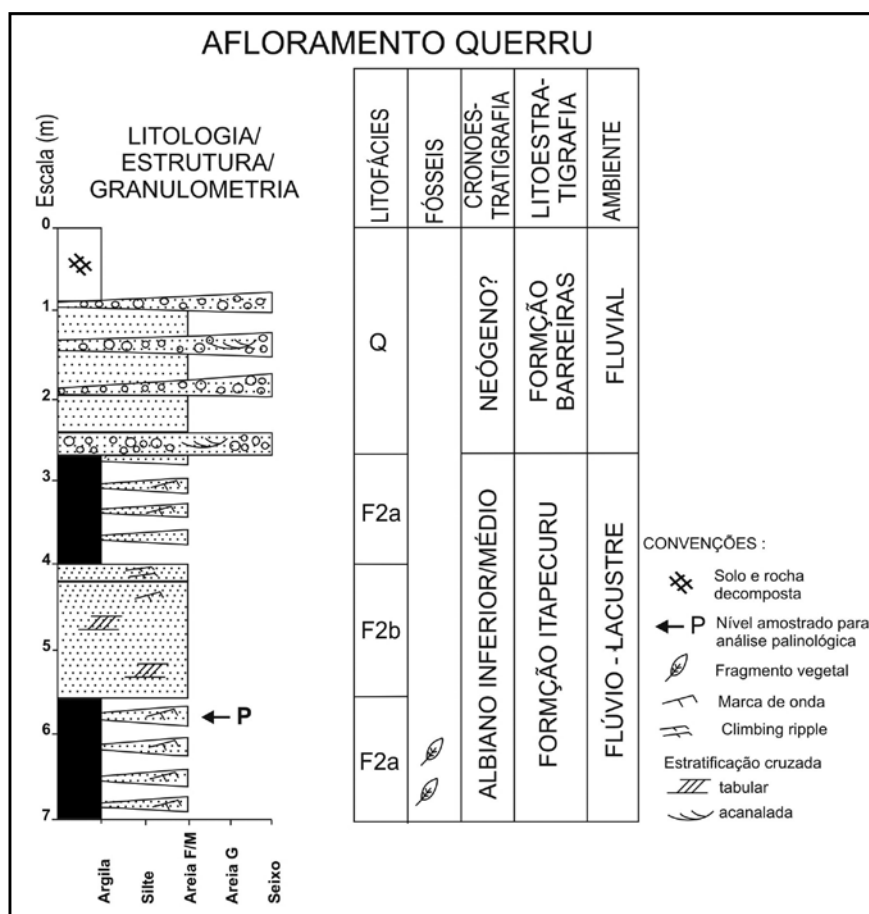 AFLORAMENTO QUERRU
Escala (m)
LITOLOGIA/
ESTRUTURA/
GRANULOMETRIA
LITOFÁCIES
FÓSSEIS
CRONOES-
TRATIGRAFIA
LITOESTRA-
TIGRAFIA
AMBIENTE
0
1
2
3
4
5
6
7
Q
F2a
F2b
F2a
NEÓGENO?
ALBIANO INFERIOR/MÉDIO
FORMÇÃO
BARREIRAS
FORMÇÃO ITAPECURU
FLUVIAL
FLÚVIO - LACUSTRE
P
Argila
Silte
Areia F/M
Areia G
Seixo
CONVENÇÕES :
Solo e rocha
decomposta
P Nível amostrado para
análise palinológica
Fragmento vegetal
Marca de onda
Climbing ripple
Estratificação cruzada
tabular
acanalada